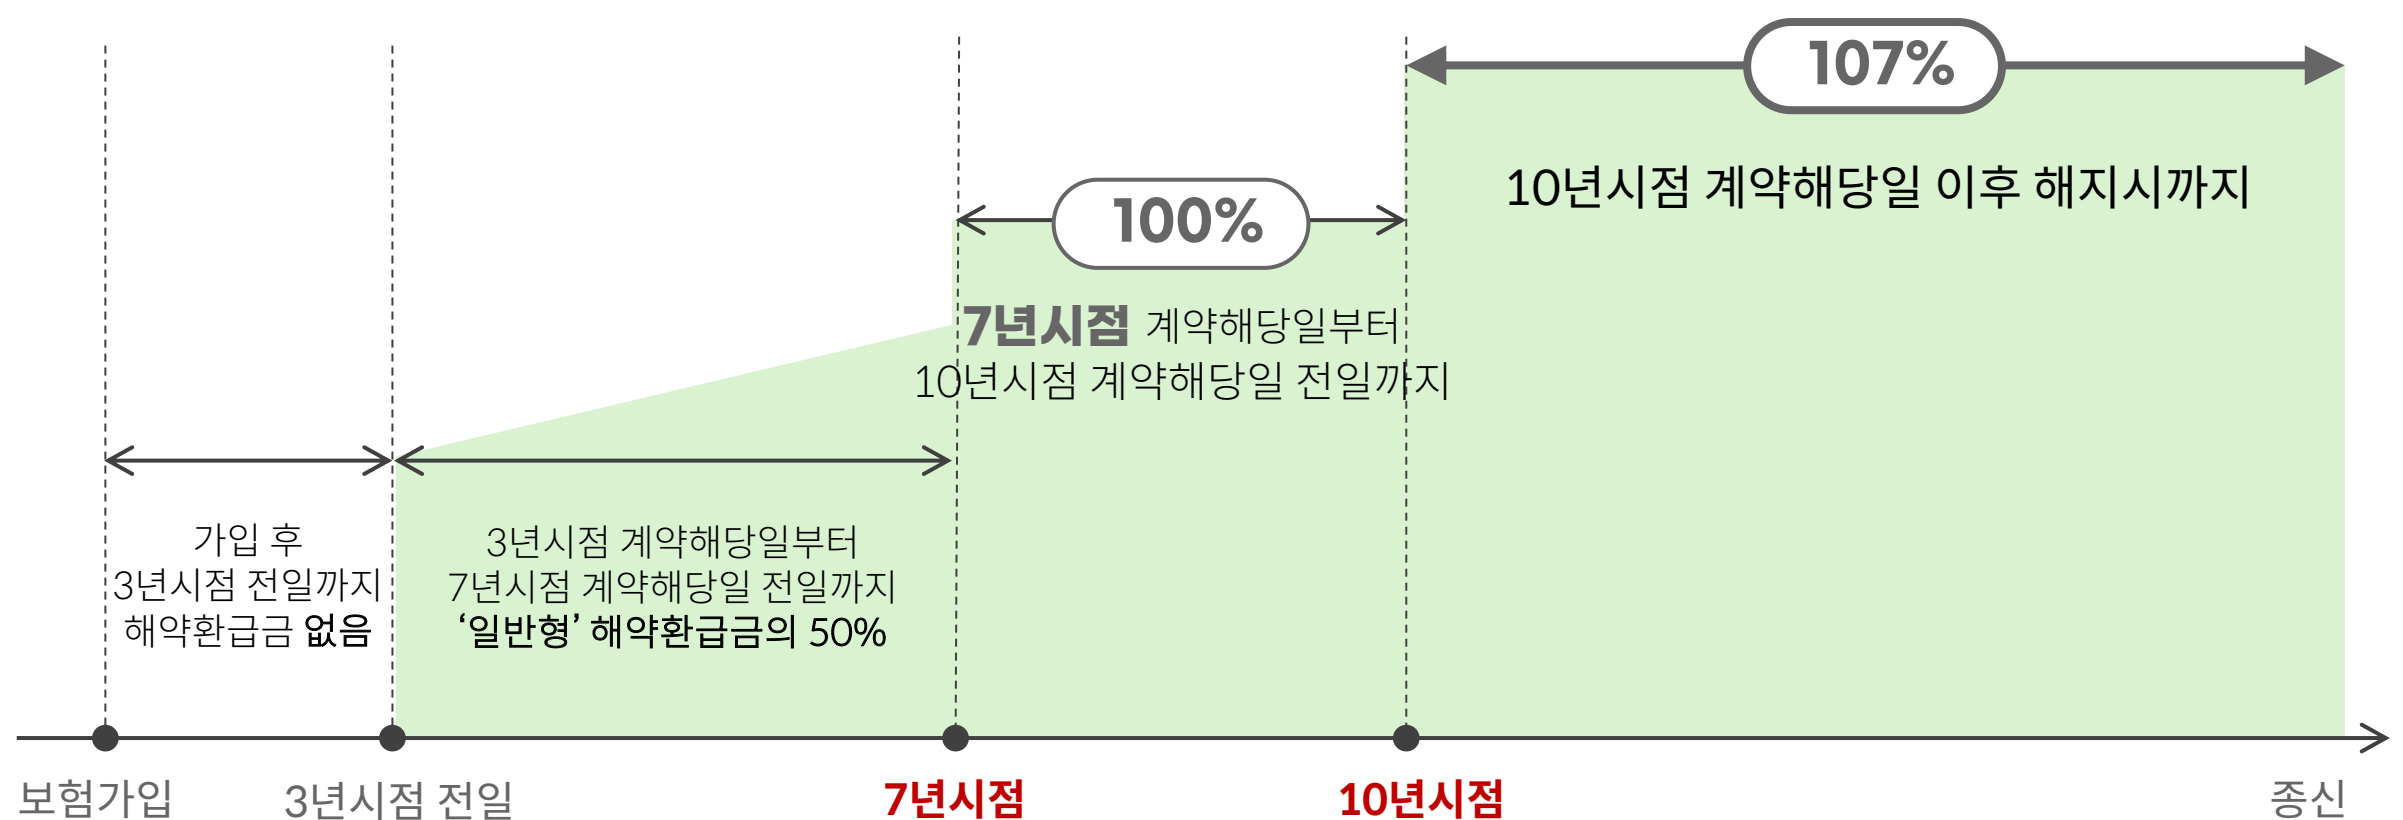 107%
10년시점 계약해당일 이후 해지시까지
100%
7년시점 계약해당일부터
10년시점 계약해당일 전일까지
가입 후
3년시점 전일까지
해약환급금 없음
3년시점 계약해당일부터
7년시점 계약해당일 전일까지
‘일반형’ 해약환급금의 50%
보험가입
3년시점 전일
7년시점
10년시점
종신